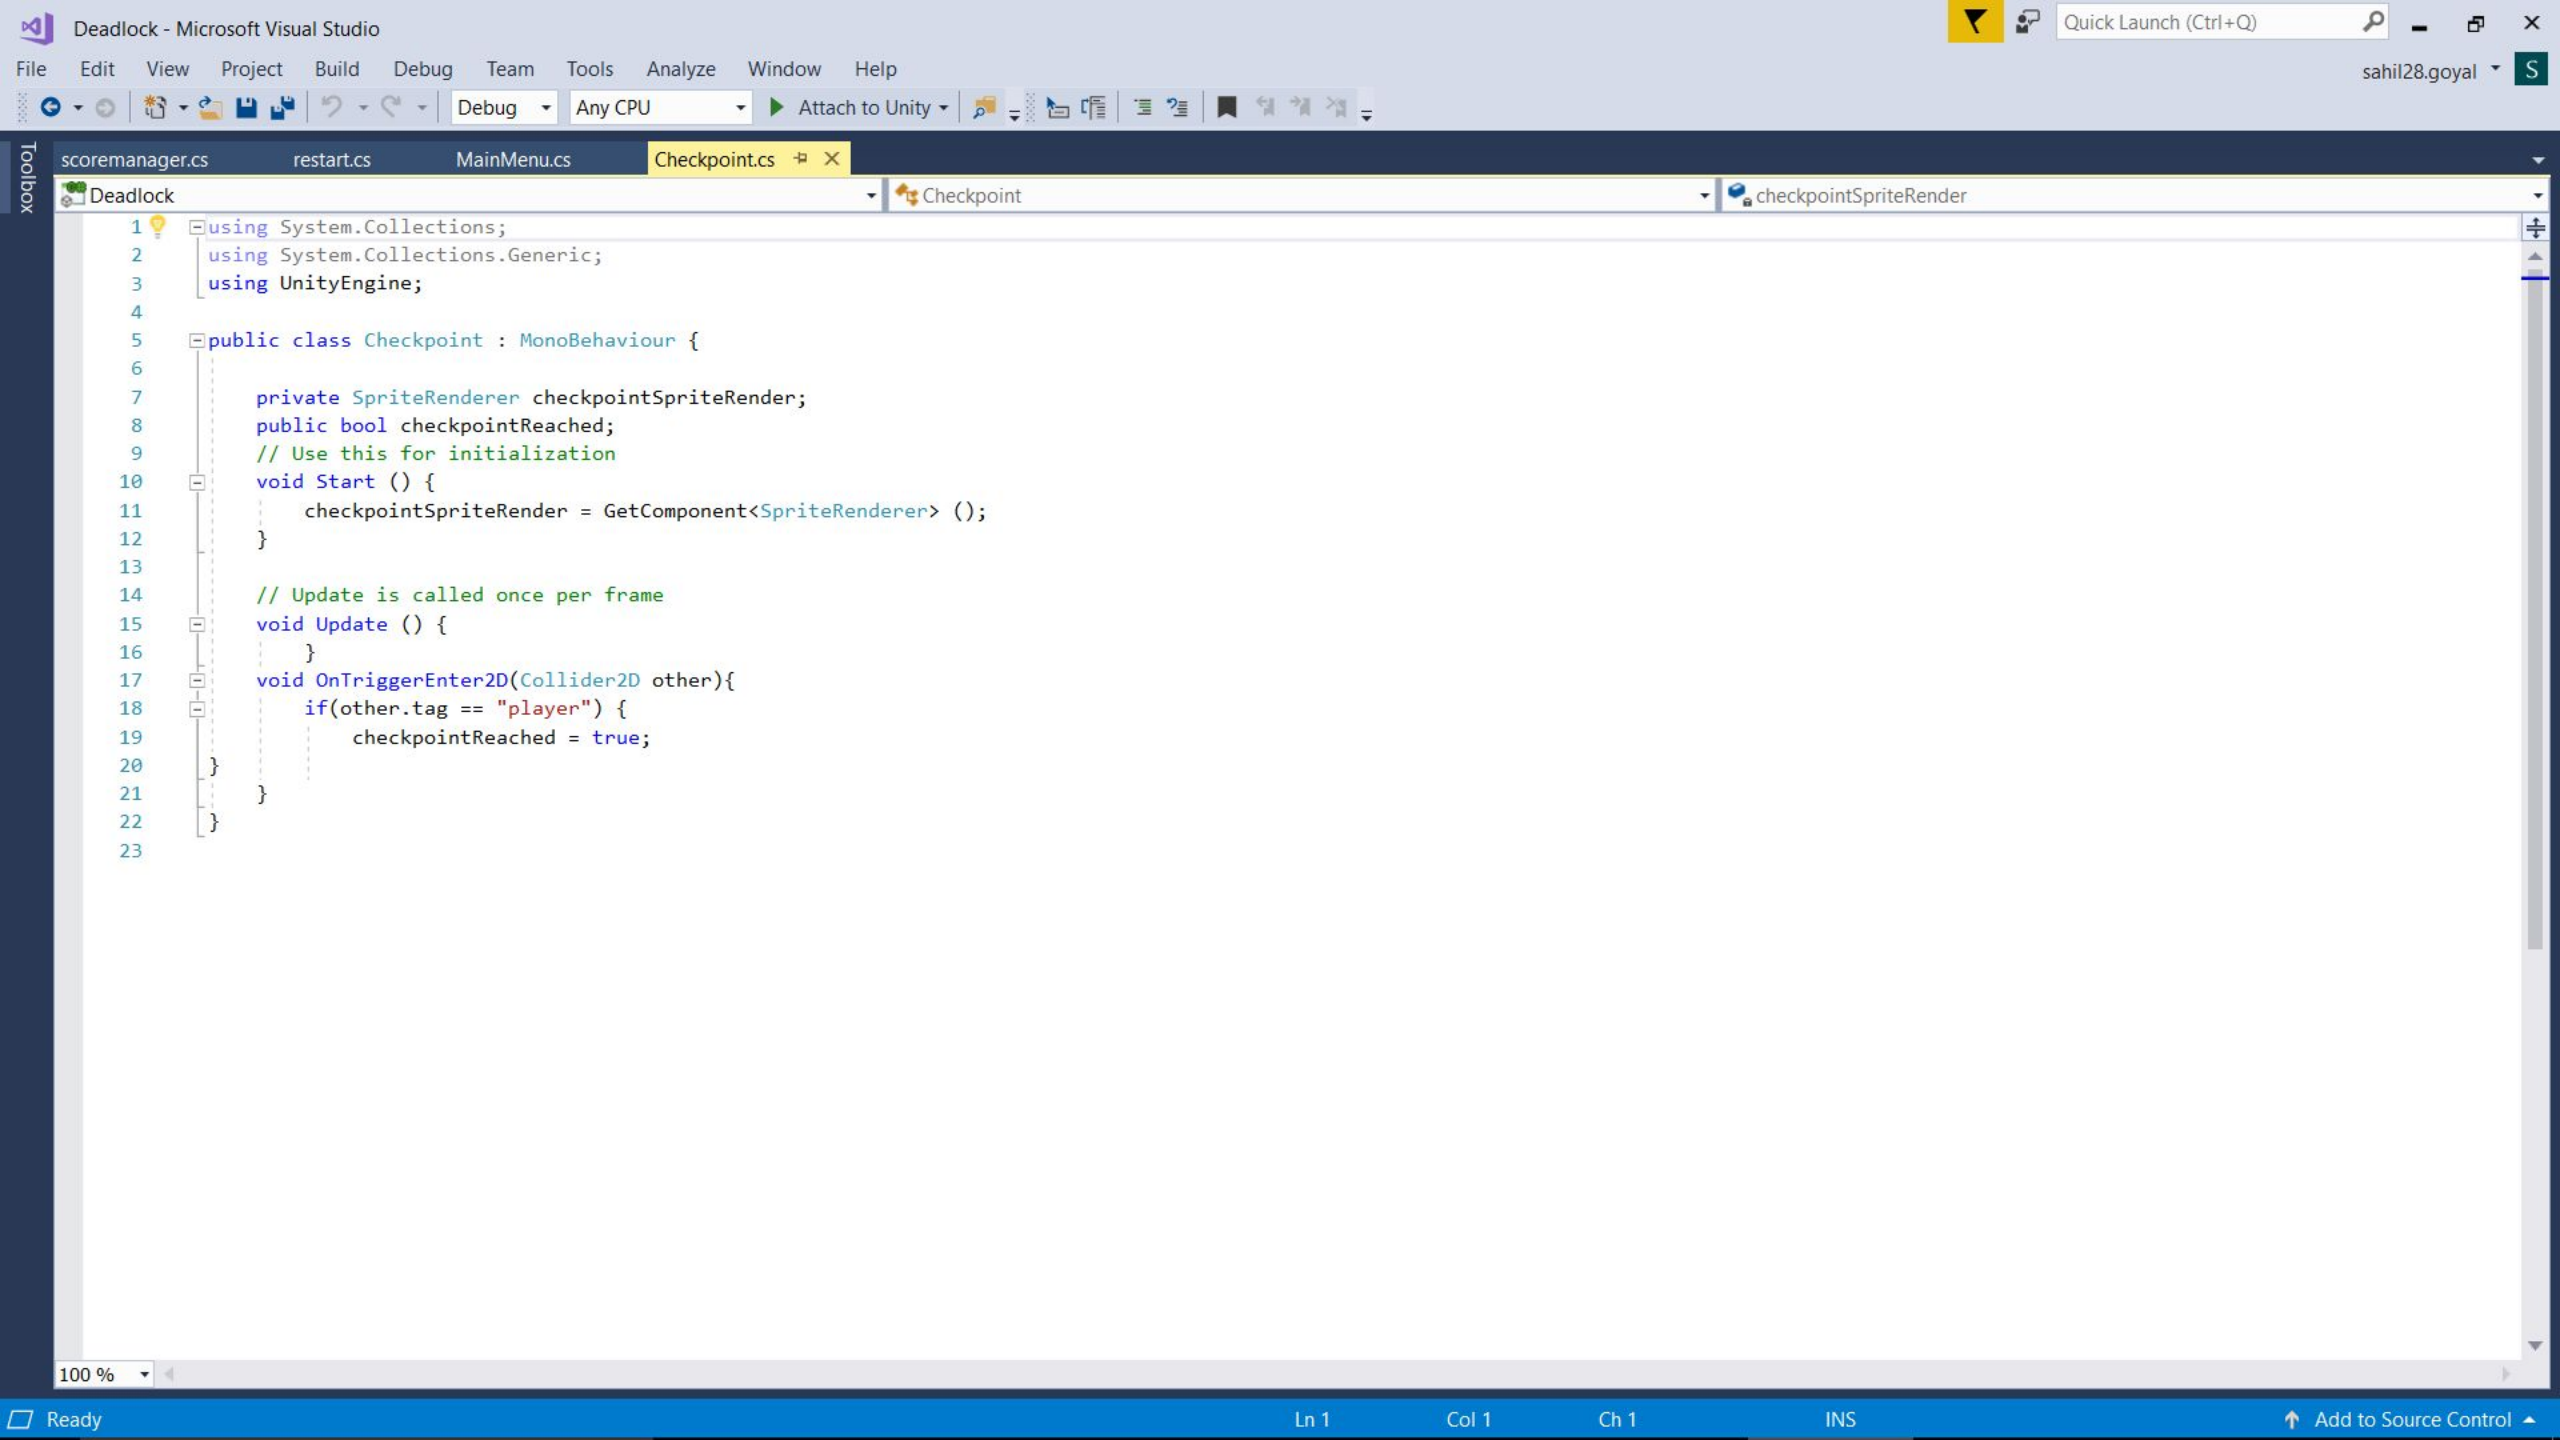 Deadlock - Microsoft Visual Studio
Quick Launch (Ctrl+Q)
File Edit View Project Build Debug Team Tools Analyze Window Help
sahil28.goyal S
Debug Any CPU Attach to Unity
Toolbox
scoremanager.cs restart.cs MainMenu.cs Checkpoint.cs
Deadlock Checkpoint checkpointSpriteRender
1 using System.Collections;
2 using System.Collections.Generic;
3 using UnityEngine;
4
5 public class Checkpoint : MonoBehaviour {
6
7 private SpriteRenderer checkpointSpriteRender;
8 public bool checkpointReached;
9 // Use this for initialization
10 void Start () {
11 checkpointSpriteRender = GetComponent<SpriteRenderer> ();
12 }
13
14 // Update is called once per frame
15 void Update () {
16 }
17 void OnTriggerEnter2D(Collider2D other){
18 if(other.tag == "player") {
19 checkpointReached = true;
20 }
21 }
22 }
23
100 %
Ready Ln 1 Col 1 Ch 1 INS Add to Source Control